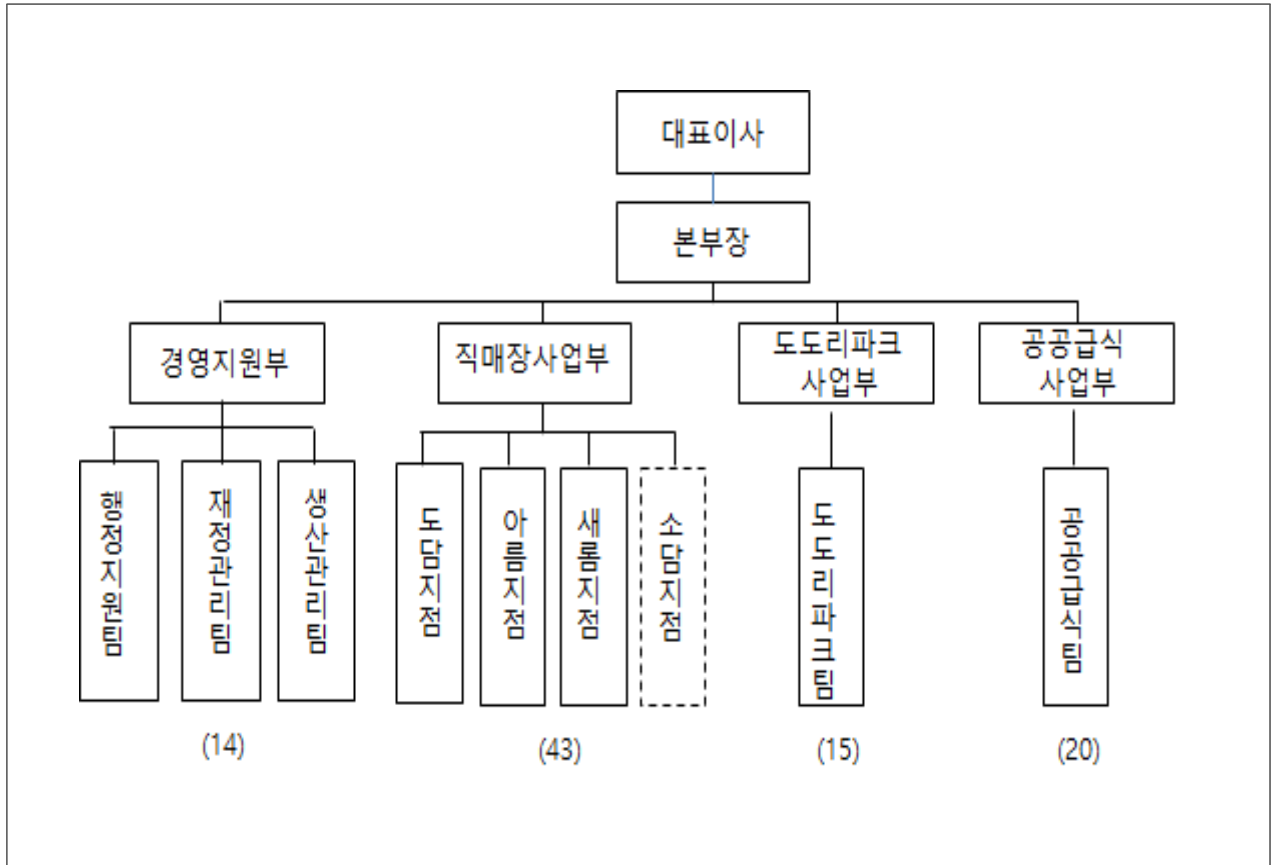 대표이사
본부장
경영지원부
직매장사업부
도도리파크
사업부
공공급식
사업부
행정지원팀
재정관리팀
생산관리팀
도담지점
아름지점
새롬지점
소담지점
도도리파크팀
공공급식팀
(14)
(43)
(15)
(20)